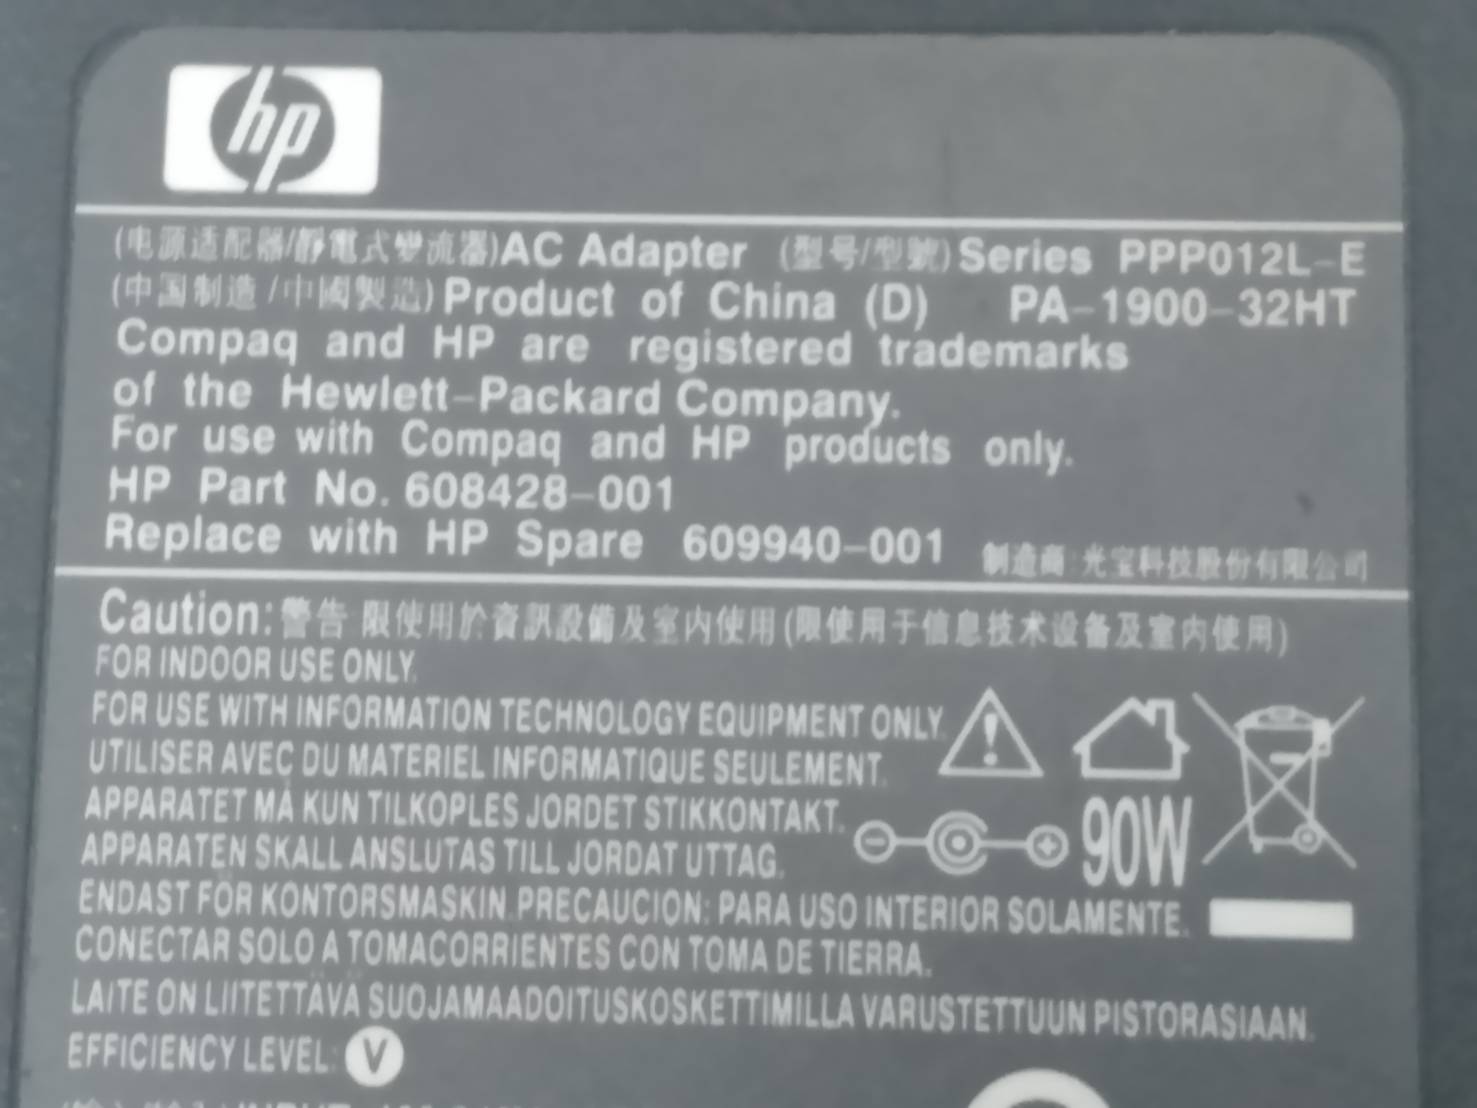 hp
(电源适配器/靜電式變流器)AC Adapter (型号/型號)Series PPP012L-E
(中国制造/中國製造)Product of China (D) PA-1900-32HT
Compaq and HP are registered trademarks
of the Hewlett-Packard Company.
For use with Compaq and HP products only.
HP Part No. 608428-001
Replace with HP Spare 609940-001 制造商:光宝科技股份有限公司
Caution: 警告 限使用於資訊設備及室內使用(限使用于信息技术设备及室内使用)
FOR INDOOR USE ONLY.
FOR USE WITH INFORMATION TECHNOLOGY EQUIPMENT ONLY.
UTILISER AVEC DU MATERIEL INFORMATIQUE SEULEMENT.
APPARATET MÅ KUN TILKOPLES JORDET STIKKONTAKT.
APPARATEN SKALL ANSLUTAS TILL JORDAT UTTAG. 90W
ENDAST FÖR KONTORSMASKIN. PRECAUCION: PARA USO INTERIOR SOLAMENTE.
CONECTAR SOLO A TOMACORRIENTES CON TOMA DE TIERRA.
LAITE ON LIITETTÄVÄ SUOJAMAADOITUSKOSKETTIMILLA VARUSTETTUUN PISTORASIAAN.
EFFICIENCY LEVEL: V